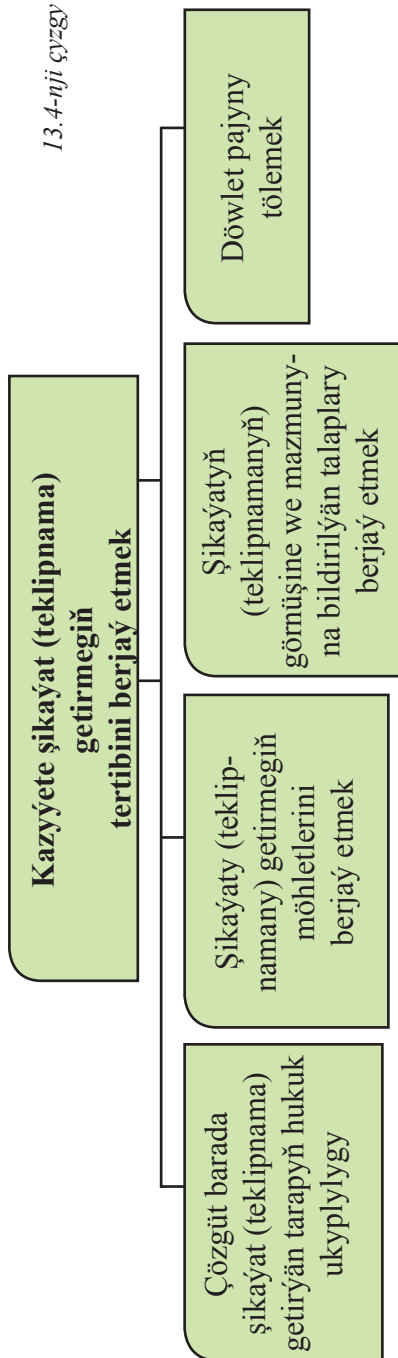 13.4-nji çyzgy
Kazyýete şikaýat (teklipnama)
getirmegiň
tertibini berjaý etmek
Çözgüt barada
şikaýat (teklipnama)
getirýän tarapyň hukuk
ukyplylygy
Şikaýaty (teklip-
namany) getirmegiň
möhletlerini
berjaý etmek
Şikaýatyň
(teklipnamanyň)
görnüşine we mazmuny-
na bildirilýän talaplary
berjaý etmek
Döwlet pajyny
tölemek